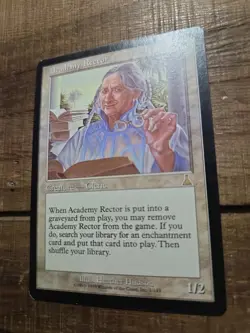 Academy Rector
When Academy Rector is put into a
graveyard from play, you may remove
Academy Rector from the game. If you
do, search your library for an enchantment
card and put that card into play. Then
shuffle your library.
1/2